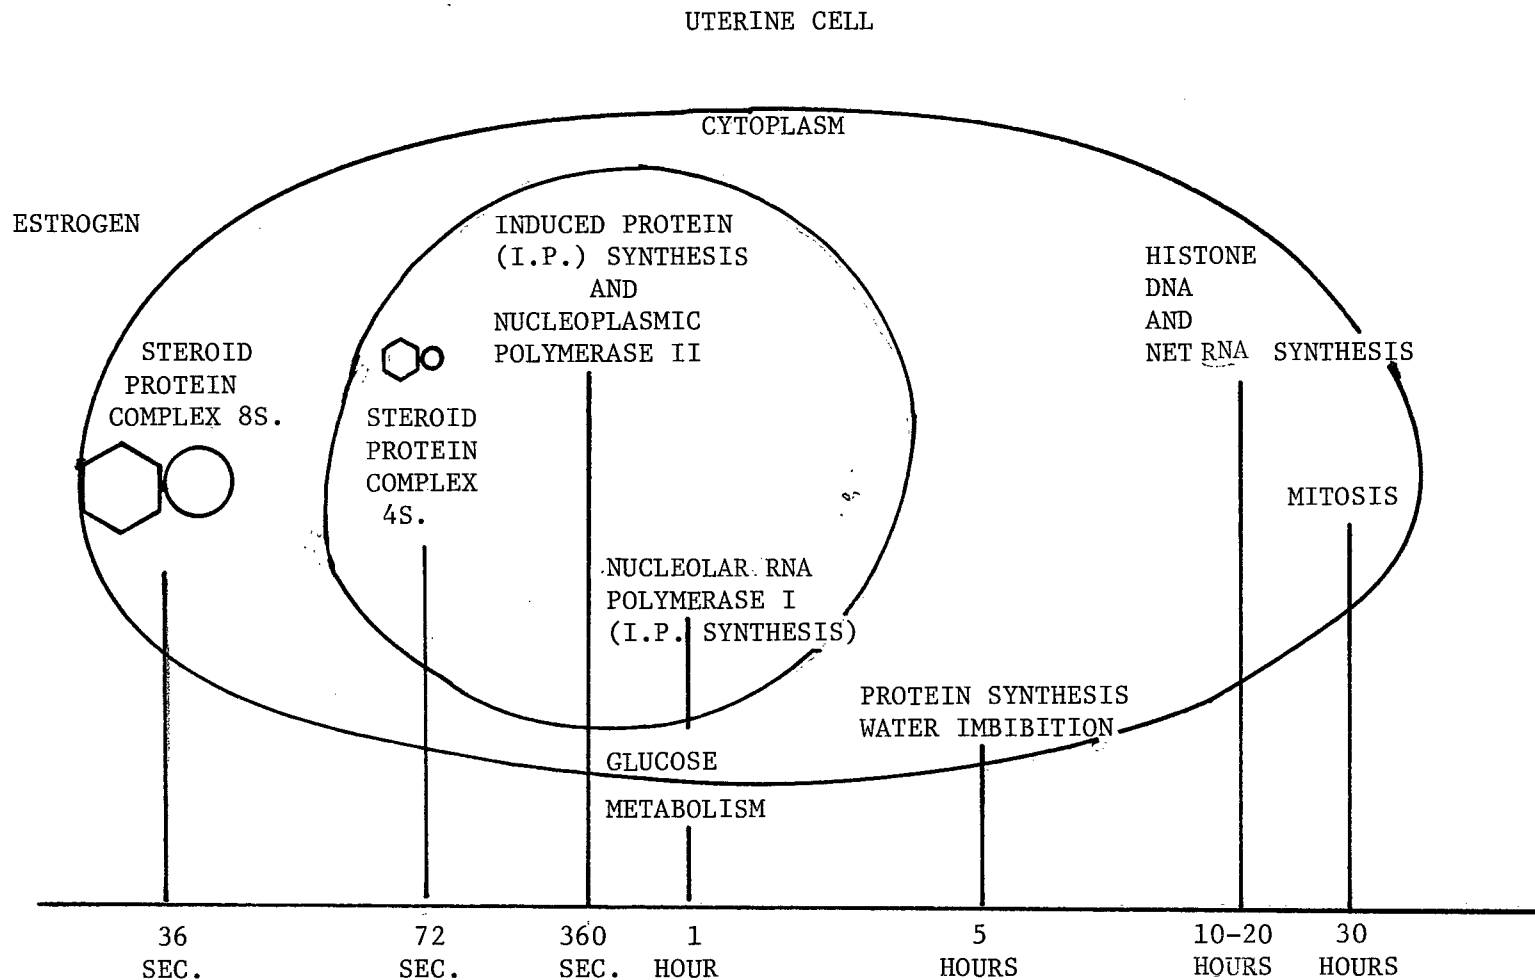 UTERINE CELL
CYTOPLASM
ESTROGEN
STEROID
PROTEIN
COMPLEX 8S.
INDUCED PROTEIN
(I.P.) SYNTHESIS
AND
NUCLEOPLASMIC
POLYMERASE II
STEROID
PROTEIN
COMPLEX
4S.
NUCLEOLAR RNA
POLYMERASE I
(I.P. SYNTHESIS)
GLUCOSE
METABOLISM
PROTEIN SYNTHESIS
WATER IMBIBITION
HISTONE
DNA
AND
NET RNA SYNTHESIS
MITOSIS
36
SEC.
72
SEC.
360
SEC.
1
HOUR
5
HOURS
10-20
HOURS
30
HOURS